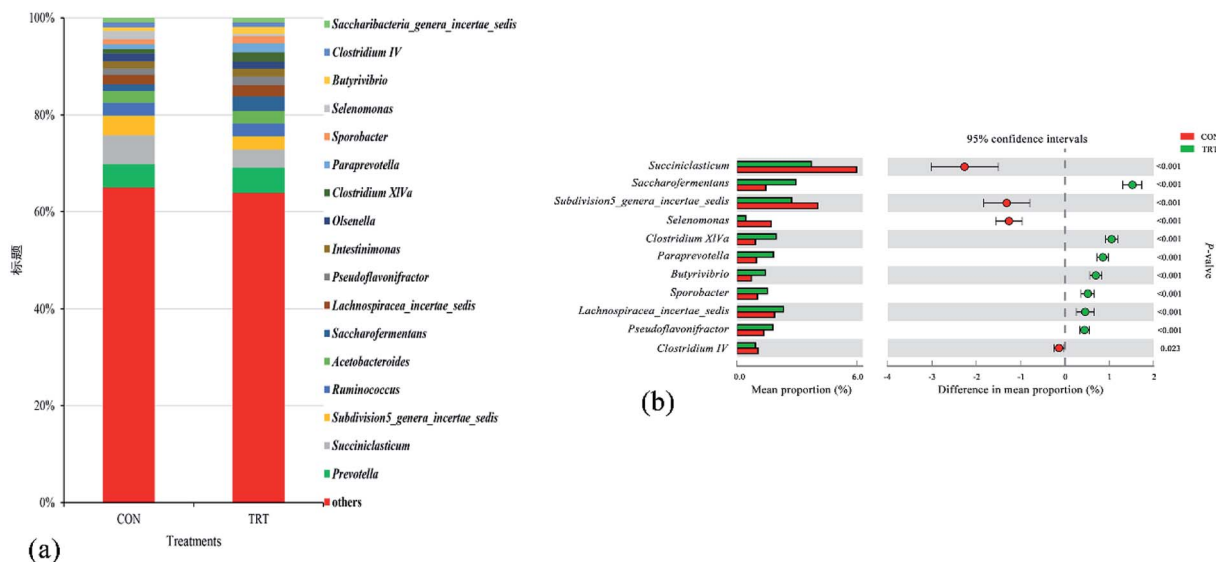 100%
80%
60%
40%
20%
0%
标题
CON
TRT
Treatments
(a)
Saccharibacteria_genera_incertae_sedis
Clostridium IV
Butyrivibrio
Selenomonas
Sporobacter
Paraprevotella
Clostridium XlVa
Olsenella
Intestinimonas
Pseudoflavonifractor
Lachnospiracea_incertae_sedis
Saccharofermentans
Acetobacteroides
Ruminococcus
Subdivision5_genera_incertae_sedis
Succiniclasticum
Prevotella
others
95% confidence intervals
CON
TRT
Succiniclasticum
<0.001
Saccharofermentans
<0.001
Subdivision5_genera_incertae_sedis
<0.001
Selenomonas
<0.001
Clostridium XlVa
<0.001
Paraprevotella
<0.001
Butyrivibrio
<0.001
Sporobacter
<0.001
Lachnospiracea_incertae_sedis
<0.001
Pseudoflavonifractor
<0.001
Clostridium IV
0.023
P-valve
0.0
6.0
Mean proportion (%)
-4
-3
-2
-1
0
1
2
Difference in mean proportion (%)
(b)